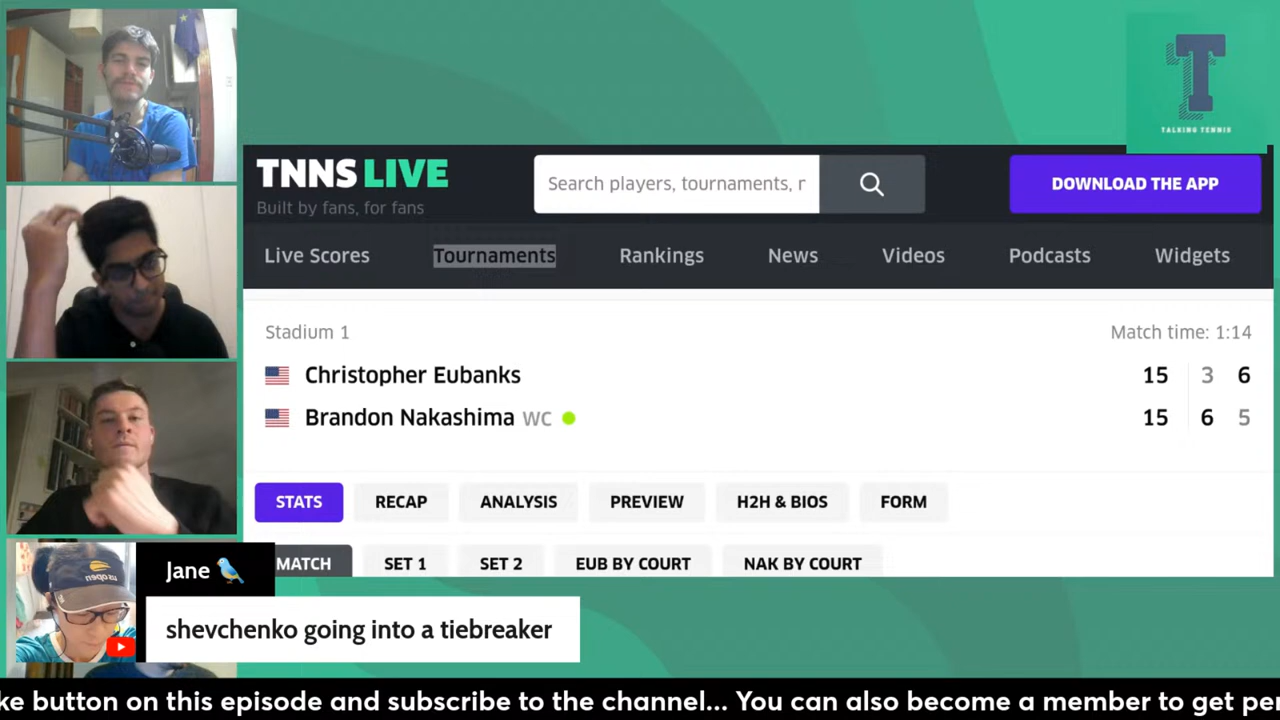 T
TALKING TENNIS
TNNS LIVE
Built by fans, for fans
Search players, tournaments, r
DOWNLOAD THE APP
Live Scores Tournaments Rankings News Videos Podcasts Widgets
Stadium 1 Match time: 1:14
Christopher Eubanks 15 3 6
Brandon Nakashima WC 15 6 5
STATS RECAP ANALYSIS PREVIEW H2H & BIOS FORM
MATCH SET 1 SET 2 EUB BY COURT NAK BY COURT
us open
Jane
shevchenko going into a tiebreaker
ke button on this episode and subscribe to the channel... You can also become a member to get per